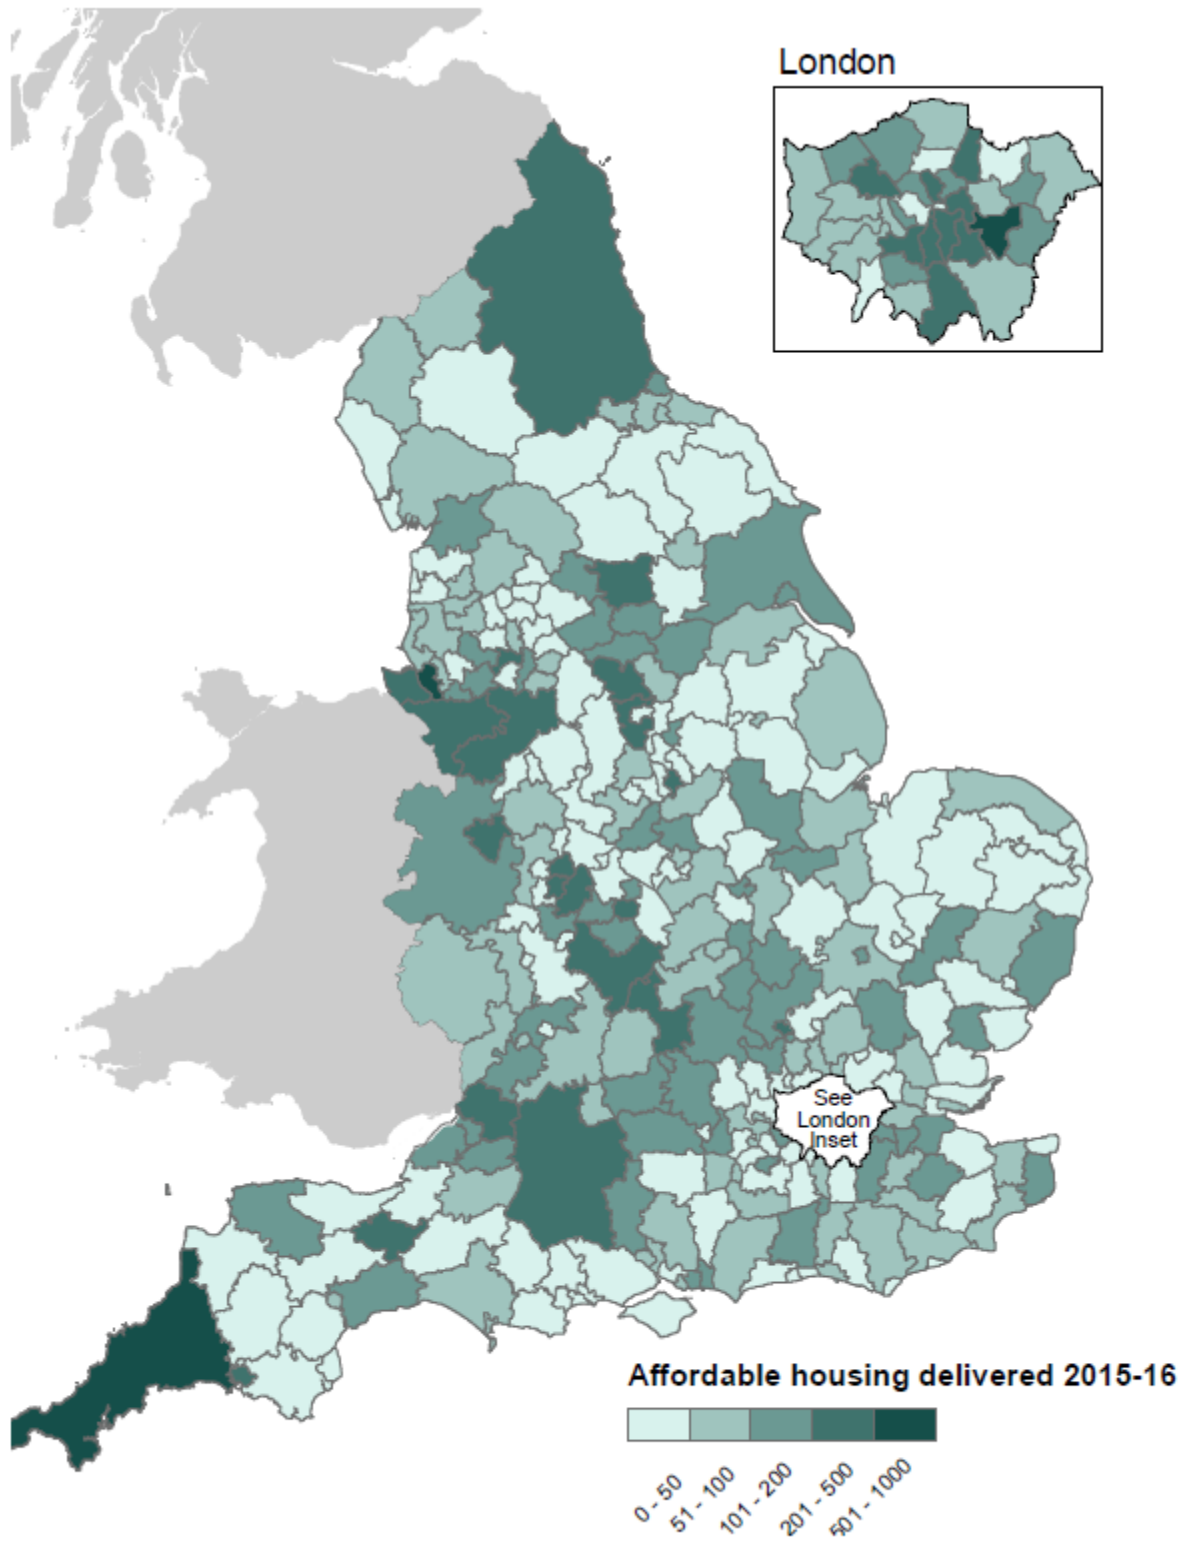 London
See
London
Inset
Affordable housing delivered 2015-16
0 - 50
51 - 100
101 - 200
201 - 500
501 - 1000